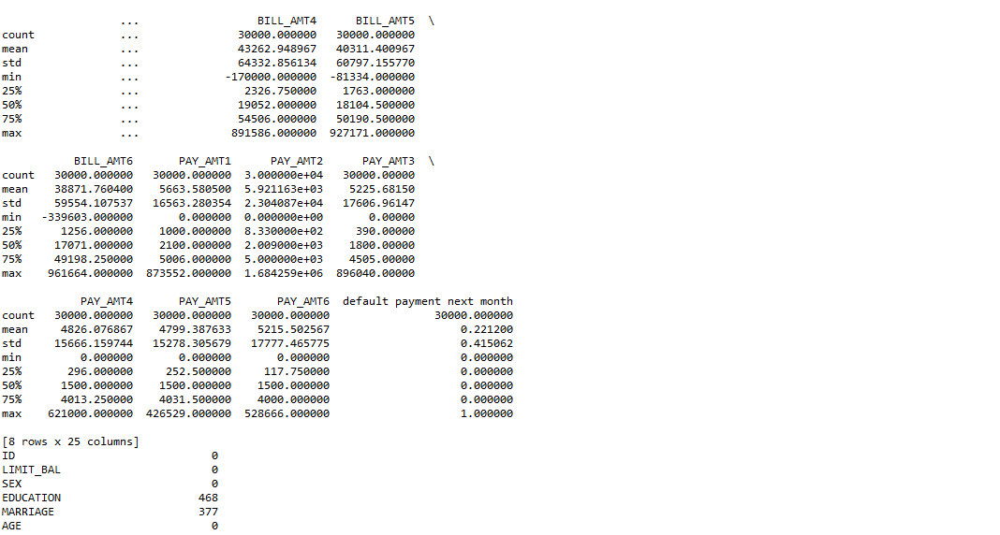 ... BILL_AMT4 BILL_AMT5 \
count ... 30000.000000 30000.000000
mean ... 43262.948967 40311.400967
std ... 64332.856134 60797.155770
min ... -170000.000000 -81334.000000
25% ... 2326.750000 1763.000000
50% ... 19052.000000 18104.500000
75% ... 54506.000000 50190.500000
max ... 891586.000000 927171.000000
BILL_AMT6 PAY_AMT1 PAY_AMT2 PAY_AMT3 \
count 30000.000000 30000.000000 3.000000e+04 30000.00000
mean 38871.760400 5663.580500 5.921163e+03 5225.68150
std 59554.107537 16563.280354 2.304087e+04 17606.96147
min -339603.000000 0.000000 0.000000e+00 0.00000
25% 1256.000000 1000.000000 8.330000e+02 390.00000
50% 17071.000000 2100.000000 2.009000e+03 1800.00000
75% 49198.250000 5006.000000 5.000000e+03 4505.00000
max 961664.000000 873552.000000 1.684259e+06 896040.00000
PAY_AMT4 PAY_AMT5 PAY_AMT6 default payment next month
count 30000.000000 30000.000000 30000.000000 30000.000000
mean 4826.076867 4799.387633 5215.502567 0.221200
std 15666.159744 15278.305679 17777.465775 0.415062
min 0.000000 0.000000 0.000000 0.000000
25% 296.000000 252.500000 117.750000 0.000000
50% 1500.000000 1500.000000 1500.000000 0.000000
75% 4013.250000 4031.500000 4000.000000 0.000000
max 621000.000000 426529.000000 528666.000000 1.000000
[8 rows x 25 columns]
ID 0
LIMIT_BAL 0
SEX 0
EDUCATION 468
MARRIAGE 377
AGE 0